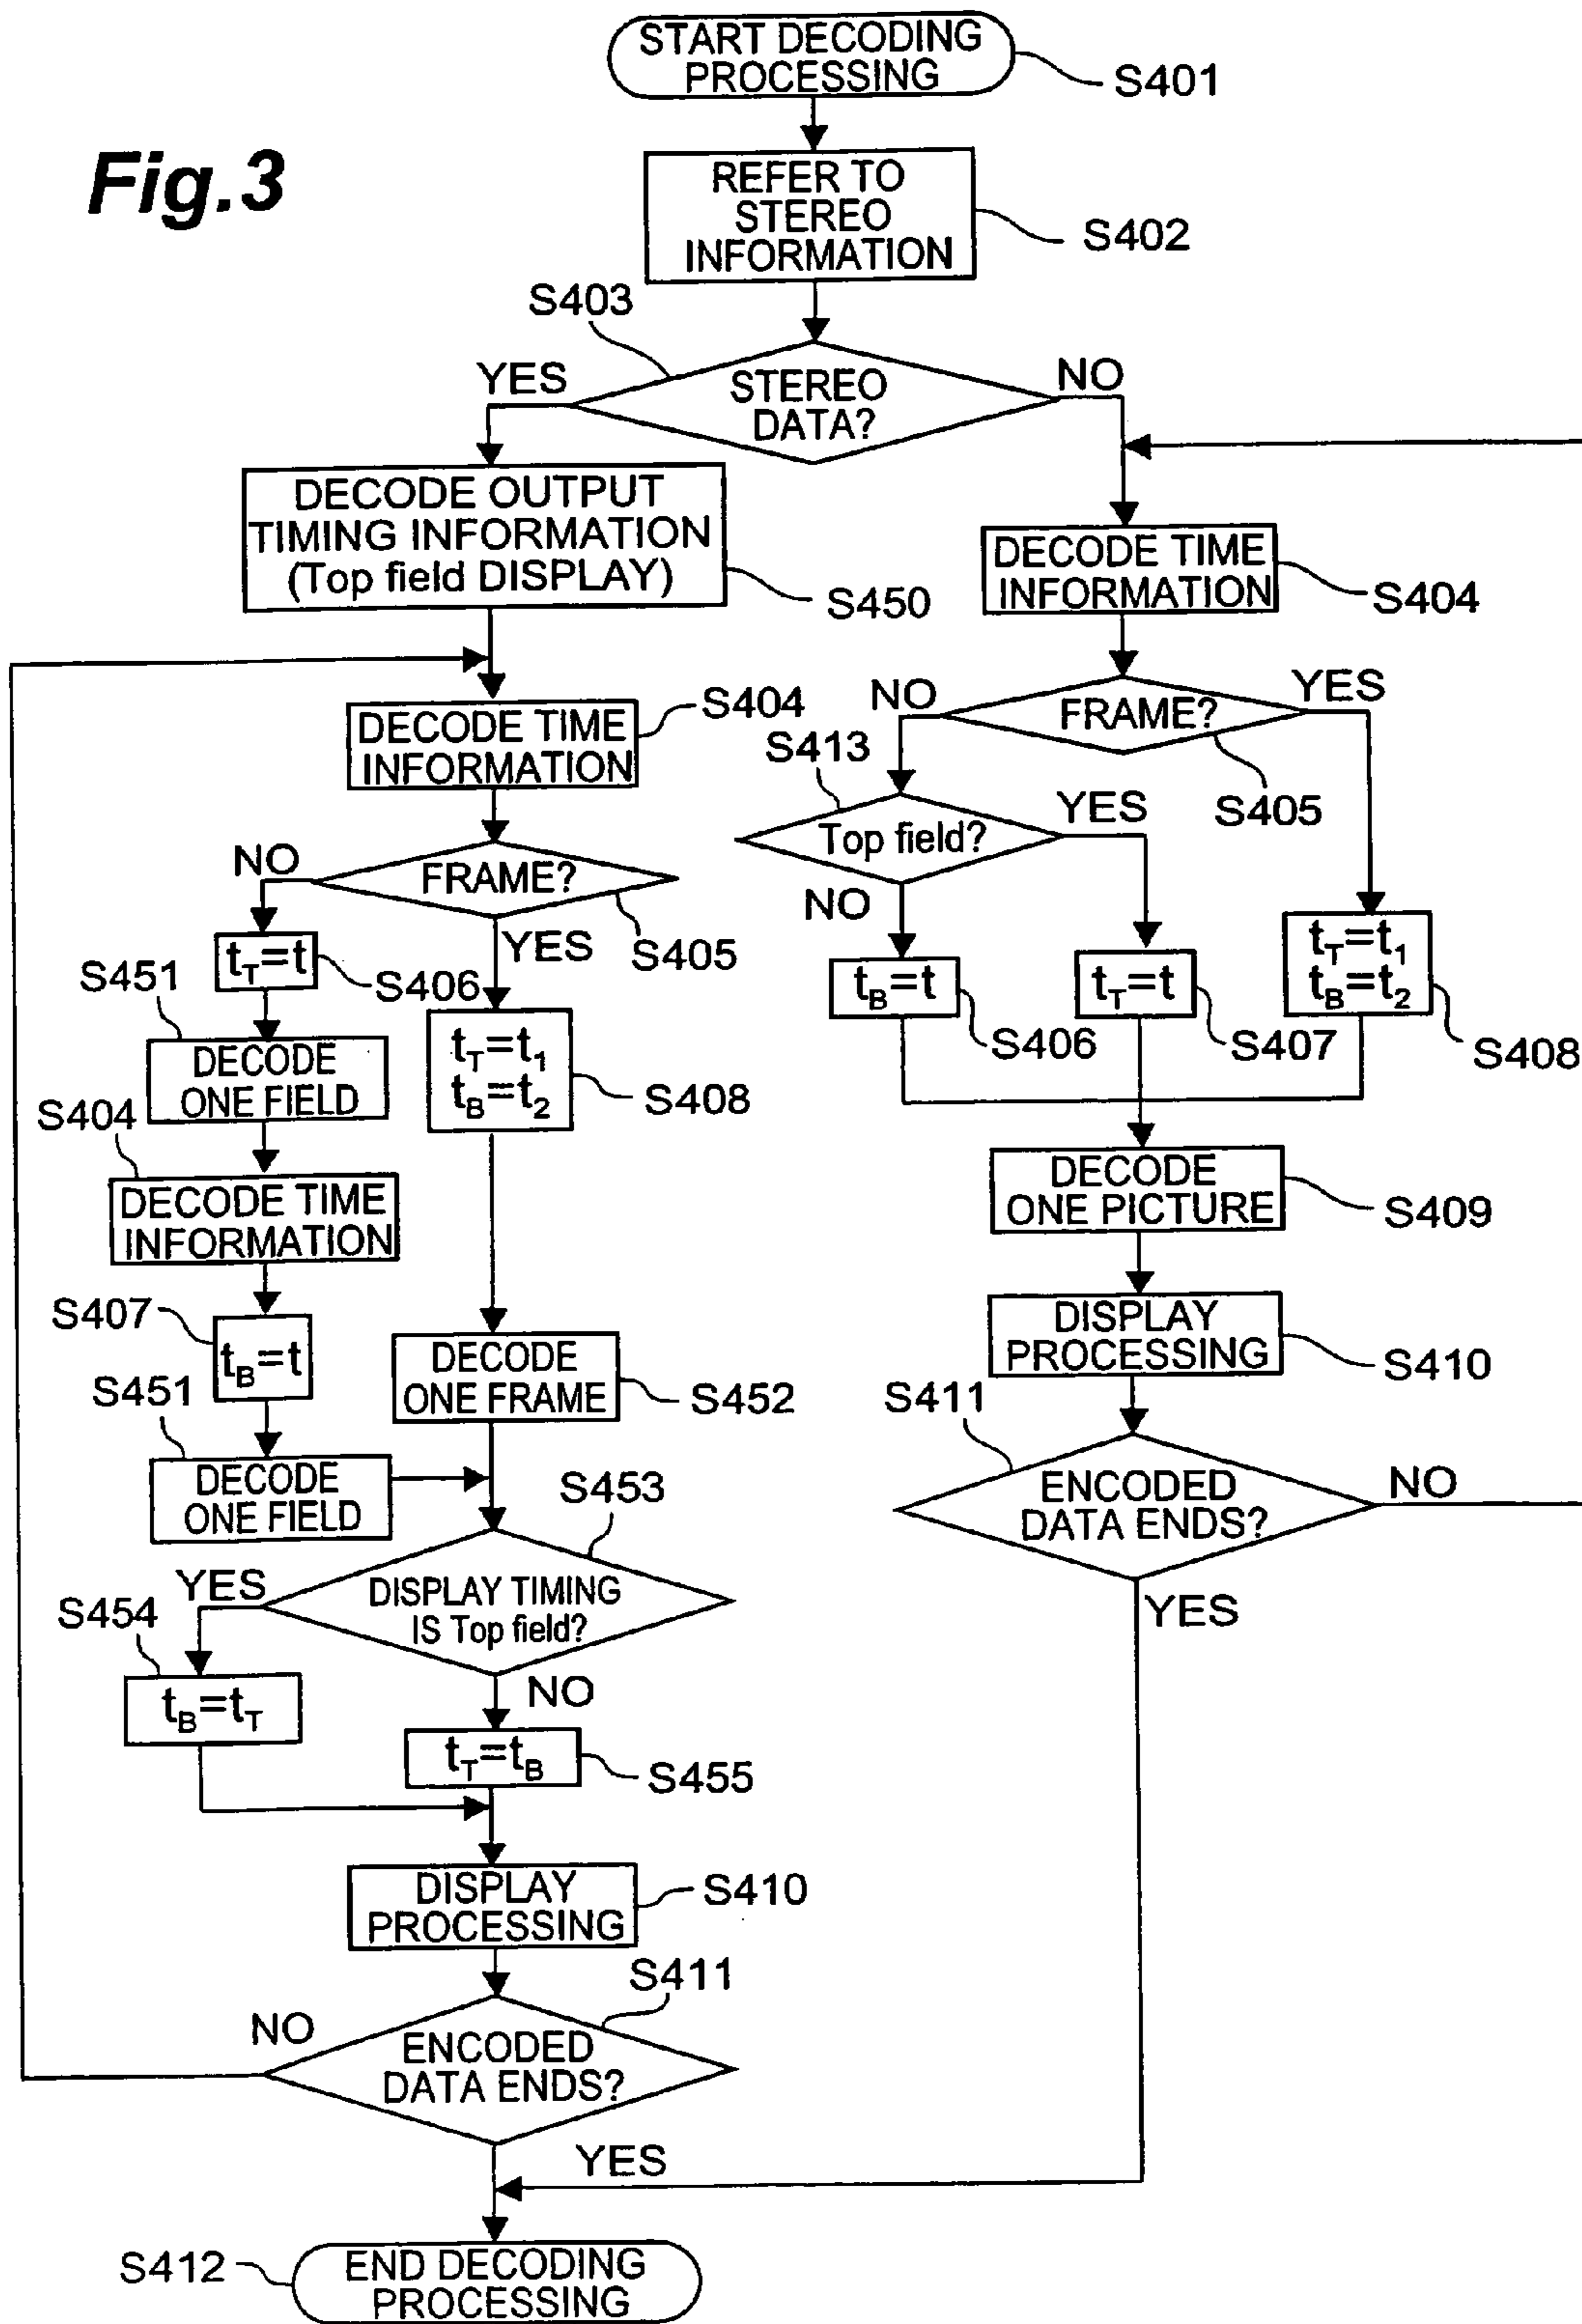 START DECODING
PROCESSING
S401
Fig.3
REFER TO
STEREO
INFORMATION
S402
S403
STEREO
DATA?
YES
NO
DECODE OUTPUT
TIMING INFORMATION
(Top field DISPLAY)
S450
DECODE TIME
INFORMATION
S404
DECODE TIME
INFORMATION
S404
NO
FRAME?
YES
S405
S413
Top field?
YES
NO
NO
FRAME?
YES
S405
tT=t
S406
tB=t
S406
tT=t
S407
tT=t1
tB=t2
S408
S451
DECODE
ONE FIELD
tT=t1
tB=t2
S408
S404
DECODE TIME
INFORMATION
DECODE
ONE PICTURE
S409
S407
tB=t
DISPLAY
PROCESSING
S410
DECODE
ONE FRAME
S452
S451
DECODE
ONE FIELD
S411
ENCODED
DATA ENDS?
NO
YES
S453
DISPLAY TIMING
IS Top field?
YES
NO
S454
tB=tT
tT=tB
S455
DISPLAY
PROCESSING
S410
S411
ENCODED
DATA ENDS?
NO
YES
S412
END DECODING
PROCESSING